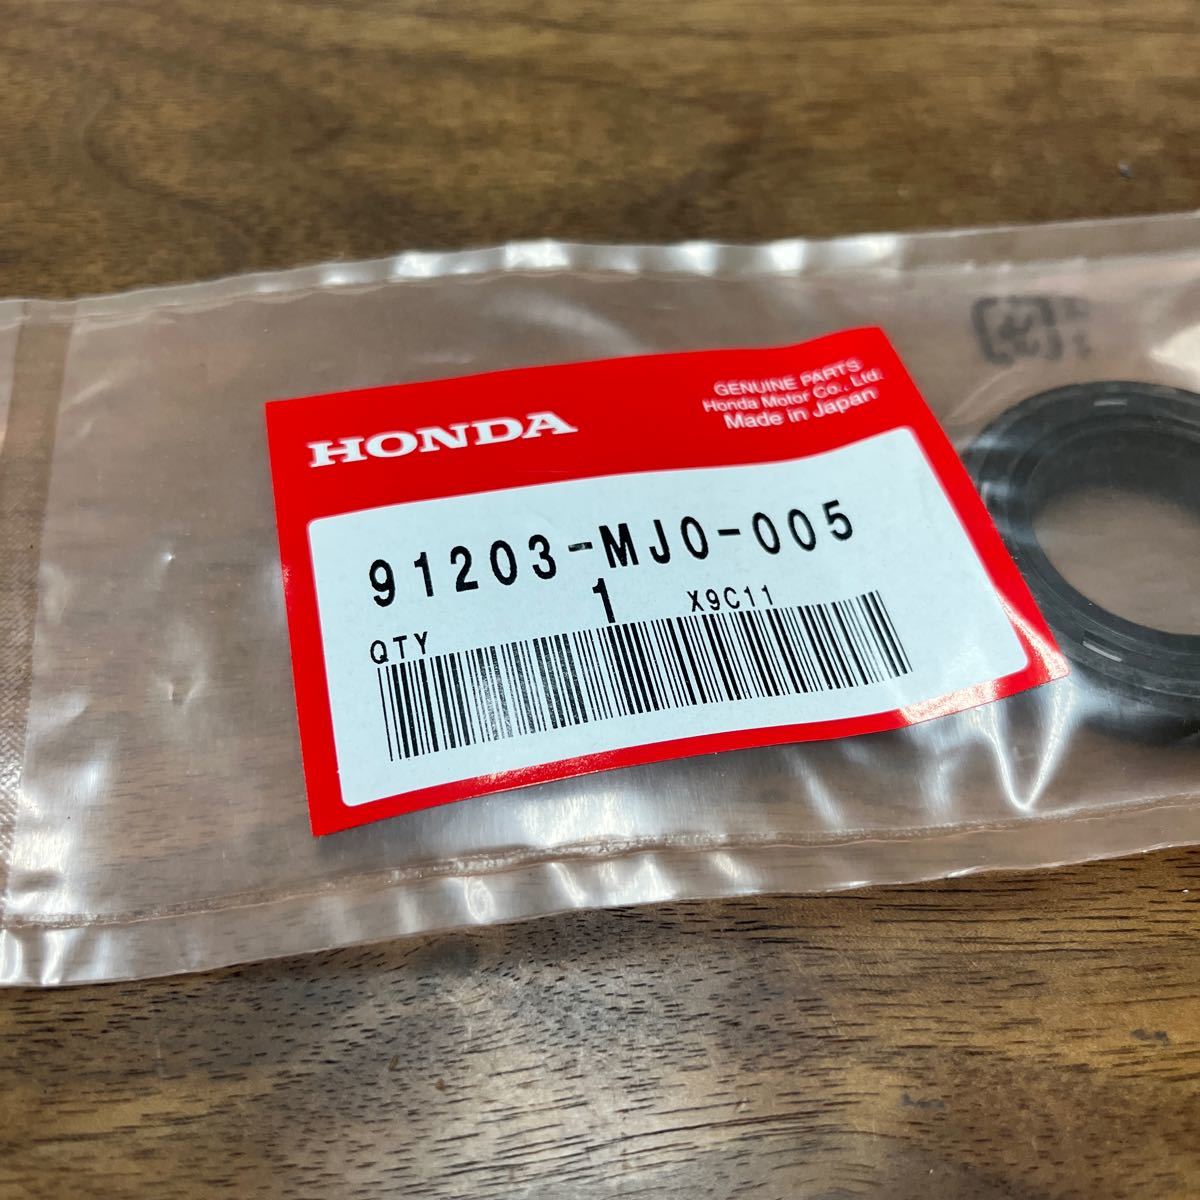 HONDA
GENUINE PARTS
Honda Motor Co., Ltd.
Made in Japan
91203-MJ0-005
1 X9C11
QTY